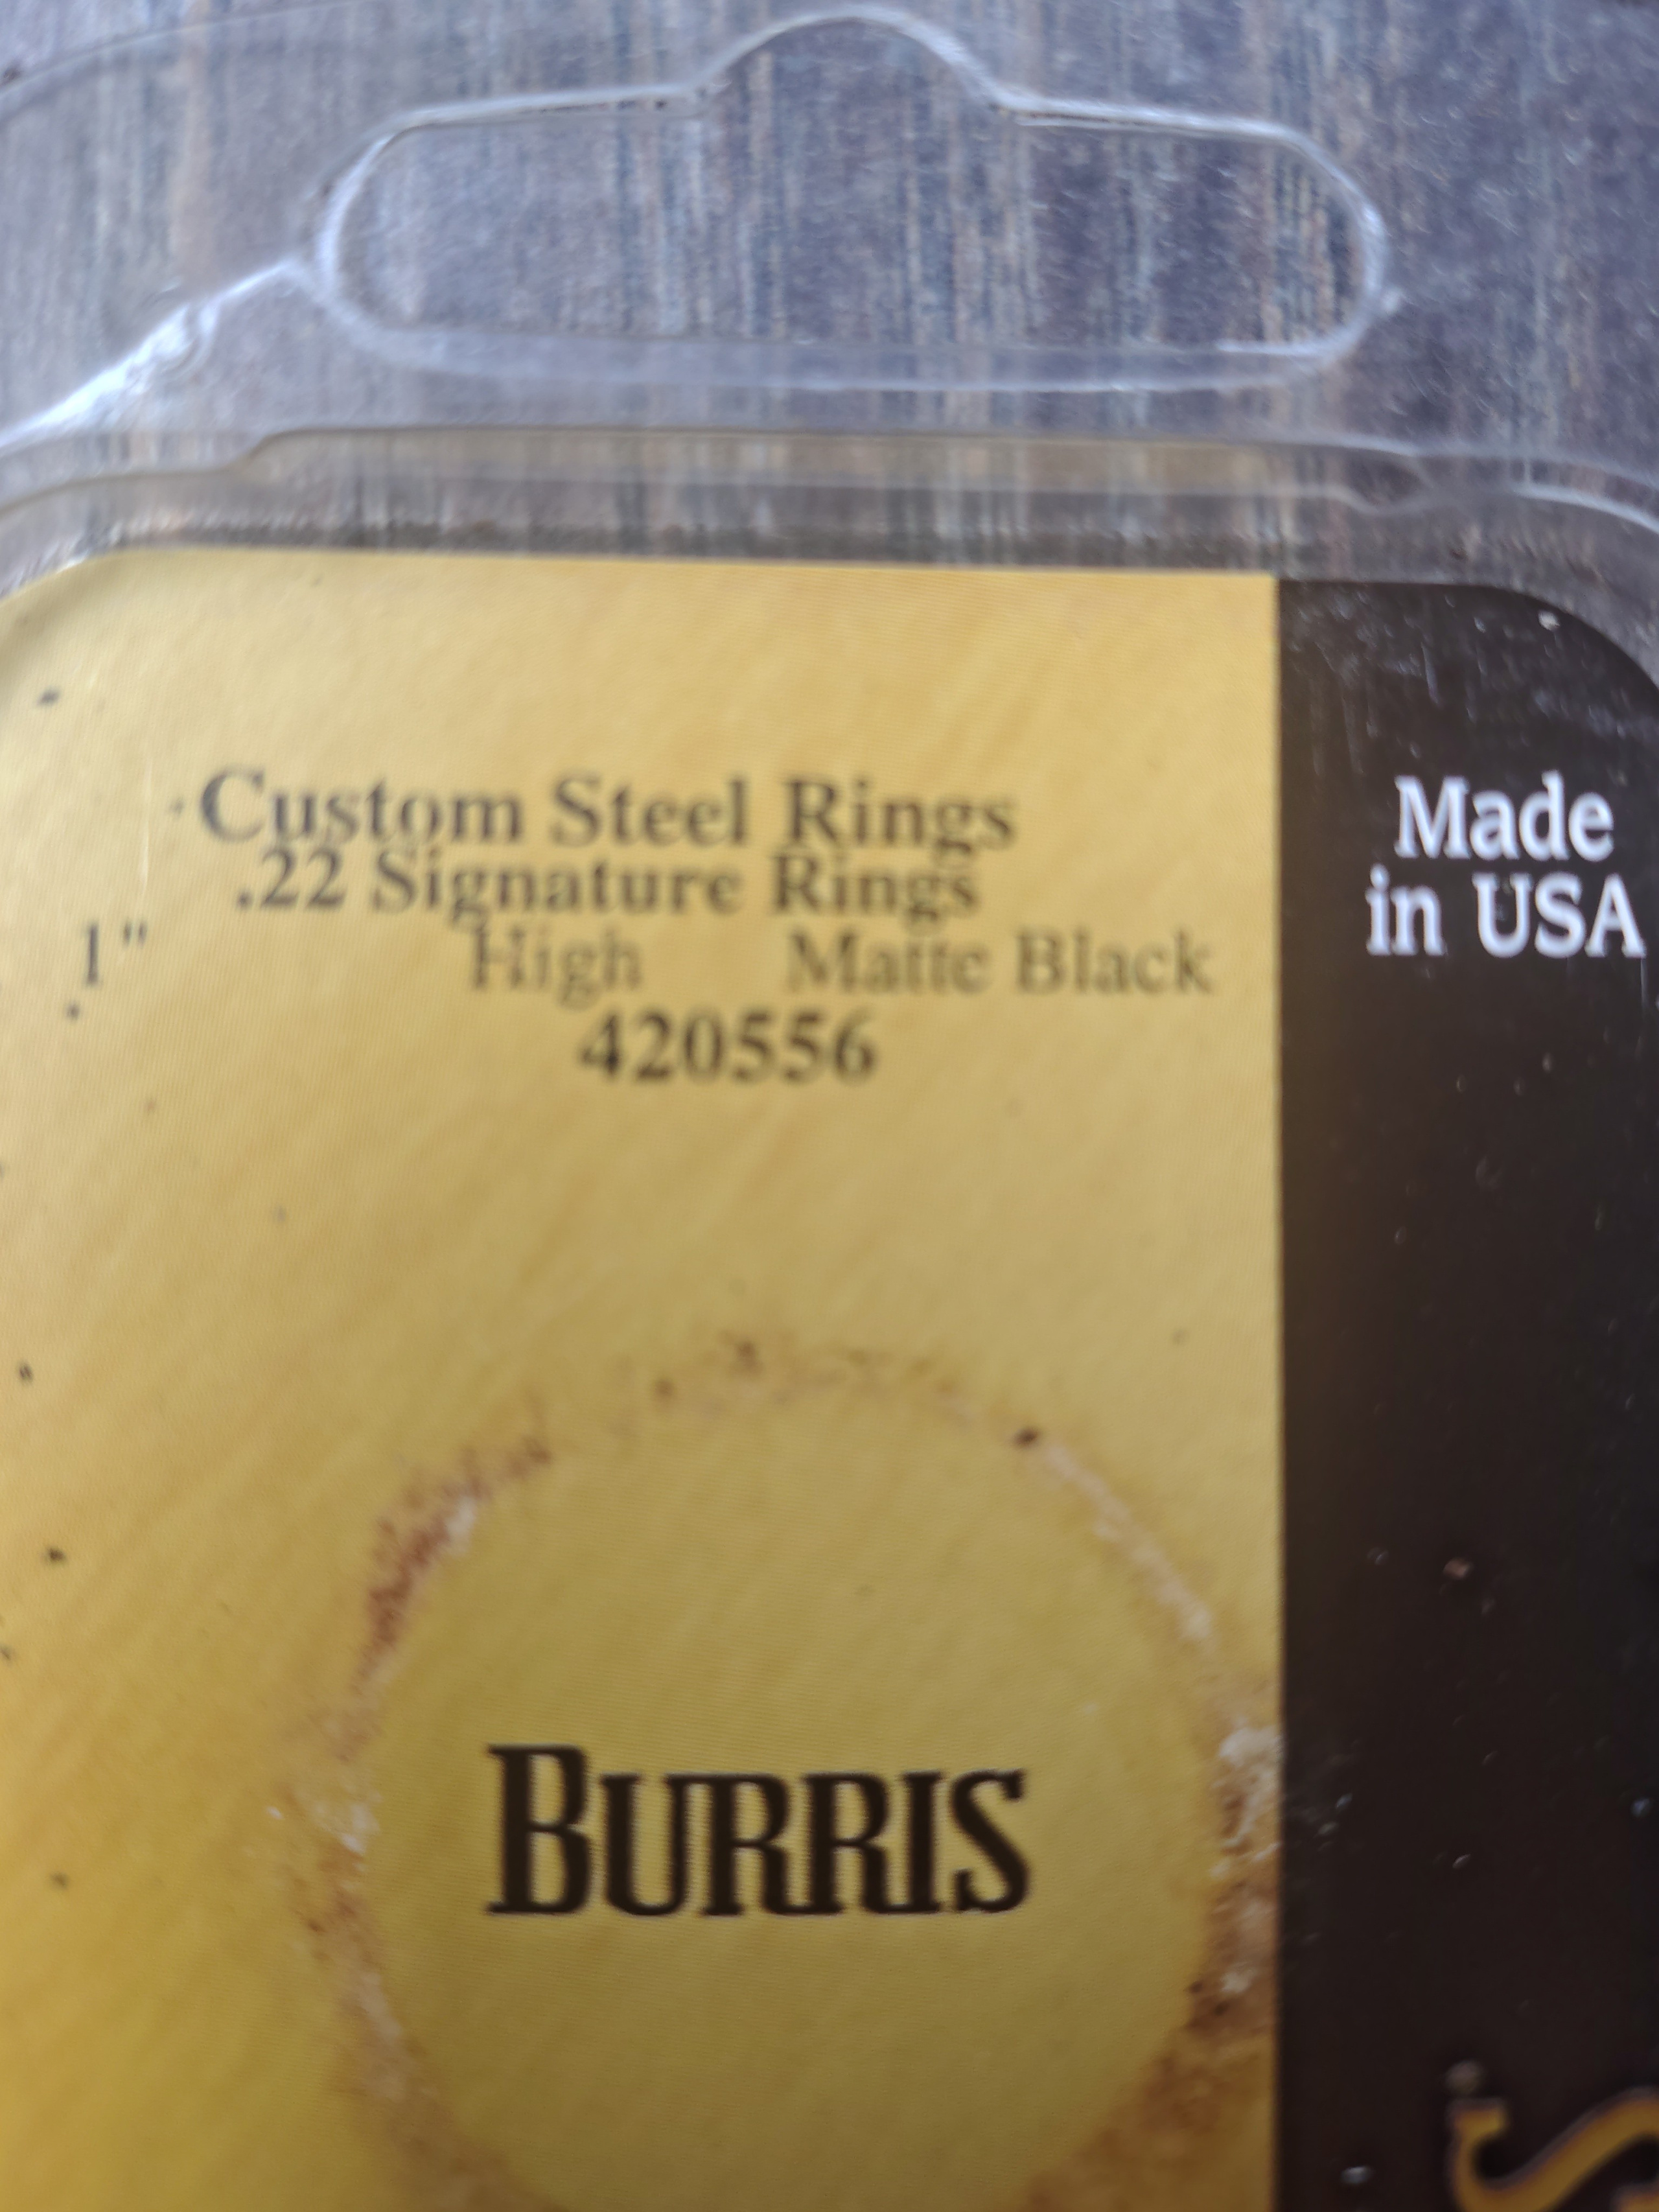 Custom Steel Rings
.22 Signature Rings
1" High Matte Black
420556
Made
in USA
BURRIS